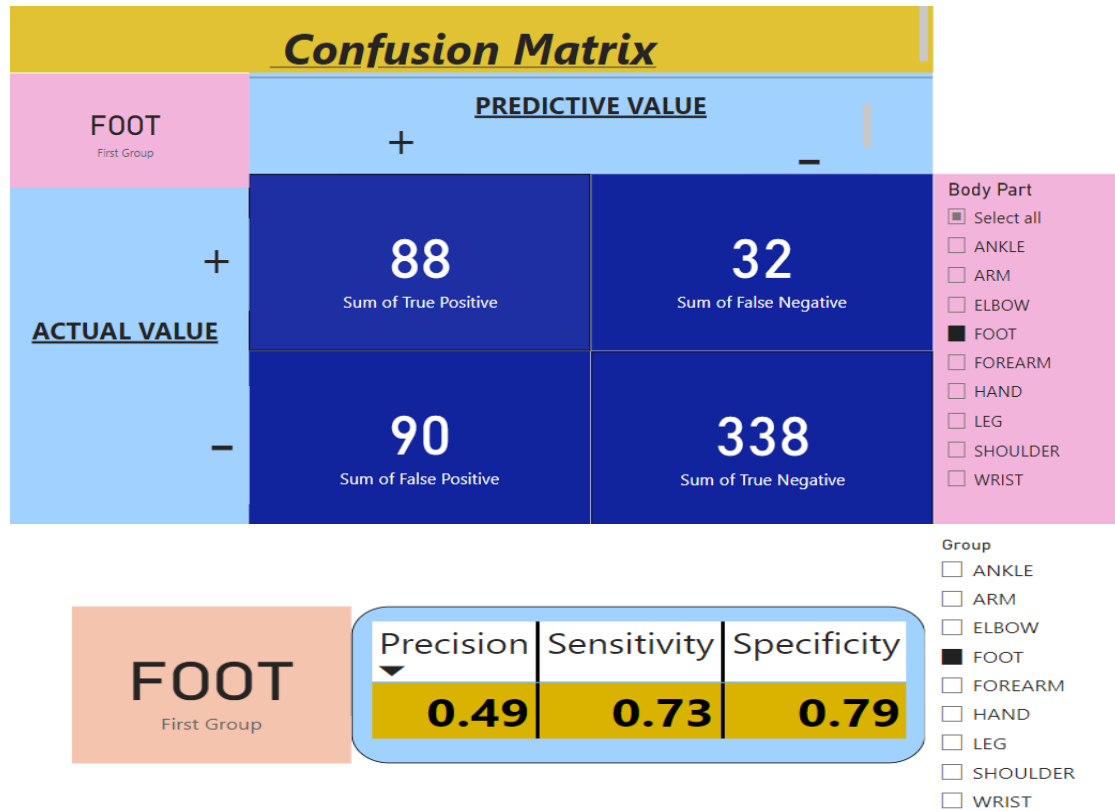 Confusion Matrix
FOOT
First Group
PREDICTIVE VALUE
+ −
Body Part
Select all
ANKLE
ARM
ELBOW
FOOT
FOREARM
HAND
LEG
SHOULDER
WRIST
ACTUAL VALUE
+
88
Sum of True Positive
32
Sum of False Negative
−
90
Sum of False Positive
338
Sum of True Negative
Group
ANKLE
ARM
ELBOW
FOOT
FOREARM
HAND
LEG
SHOULDER
WRIST
FOOT
First Group
Precision Sensitivity Specificity
0.49 0.73 0.79